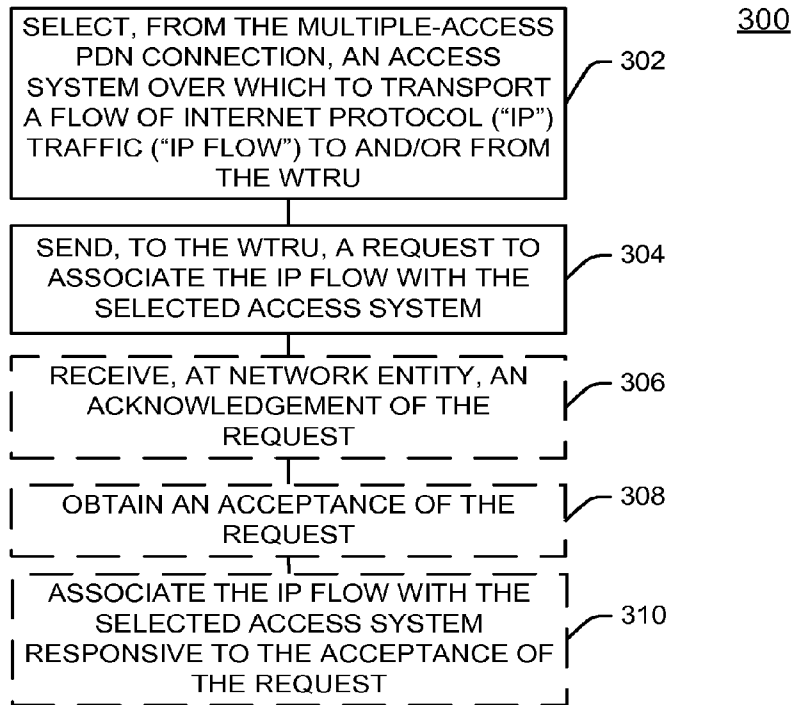 300
SELECT, FROM THE MULTIPLE-ACCESS
PDN CONNECTION, AN ACCESS
SYSTEM OVER WHICH TO TRANSPORT
A FLOW OF INTERNET PROTOCOL ("IP")
TRAFFIC ("IP FLOW") TO AND/OR FROM
THE WTRU
302
SEND, TO THE WTRU, A REQUEST TO
ASSOCIATE THE IP FLOW WITH THE
SELECTED ACCESS SYSTEM
304
RECEIVE, AT NETWORK ENTITY, AN
ACKNOWLEDGEMENT OF THE
REQUEST
306
OBTAIN AN ACCEPTANCE OF THE
REQUEST
308
ASSOCIATE THE IP FLOW WITH THE
SELECTED ACCESS SYSTEM
RESPONSIVE TO THE ACCEPTANCE OF
THE REQUEST
310